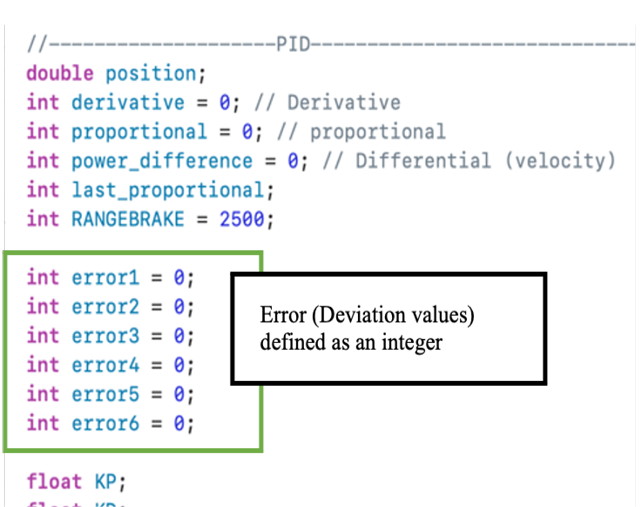 //--------------------PID----------------------------
double position;
int derivative = 0; // Derivative
int proportional = 0; // proportional
int power_difference = 0; // Differential (velocity)
int last_proportional;
int RANGEBRAKE = 2500;
int error1 = 0;
int error2 = 0;
int error3 = 0;
int error4 = 0;
int error5 = 0;
int error6 = 0;
Error (Deviation values)
defined as an integer
float KP;